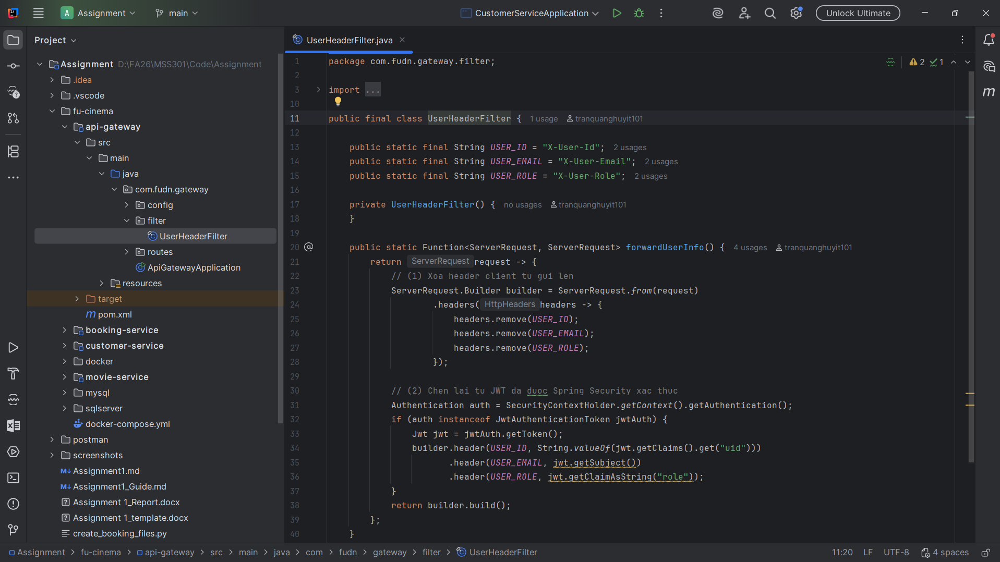 A Assignment main CustomerServiceApplication Unlock Ultimate
Project
Assignment D:\FA26\MSS301\Code\Assignment
.idea
.vscode
fu-cinema
api-gateway
src
main
java
com.fudn.gateway
config
filter
UserHeaderFilter
routes
ApiGatewayApplication
resources
target
pom.xml
booking-service
customer-service
docker
movie-service
mysql
sqlserver
docker-compose.yml
postman
screenshots
Assignment1.md
Assignment1_Guide.md
Assignment 1_Report.docx
Assignment 1_template.docx
create_booking_files.py
UserHeaderFilter.java
2 1
1 package com.fudn.gateway.filter;
2
3 import ...
10
11 public final class UserHeaderFilter { 1 usage tranquanghuyit101
12
13 public static final String USER_ID = "X-User-Id"; 2 usages
14 public static final String USER_EMAIL = "X-User-Email"; 2 usages
15 public static final String USER_ROLE = "X-User-Role"; 2 usages
16
17 private UserHeaderFilter() { no usages tranquanghuyit101
18 }
19
20 public static Function<ServerRequest, ServerRequest> forwardUserInfo() { 4 usages tranquanghuyit101
21 return ServerRequest request -> {
22 // (1) Xoa header client tu gui len
23 ServerRequest.Builder builder = ServerRequest.from(request)
24 .headers( HttpHeaders headers -> {
25 headers.remove(USER_ID);
26 headers.remove(USER_EMAIL);
27 headers.remove(USER_ROLE);
28 });
29
30 // (2) Chen lai tu JWT da duoc Spring Security xac thuc
31 Authentication auth = SecurityContextHolder.getContext().getAuthentication();
32 if (auth instanceof JwtAuthenticationToken jwtAuth) {
33 Jwt jwt = jwtAuth.getToken();
34 builder.header(USER_ID, String.valueOf(jwt.getClaims().get("uid")))
35 .header(USER_EMAIL, jwt.getSubject())
36 .header(USER_ROLE, jwt.getClaimAsString("role"));
37 }
38 return builder.build();
39 };
40 }
Assignment > fu-cinema > api-gateway > src > main > java > com > fudn > gateway > filter > UserHeaderFilter 11:20 LF UTF-8 4 spaces